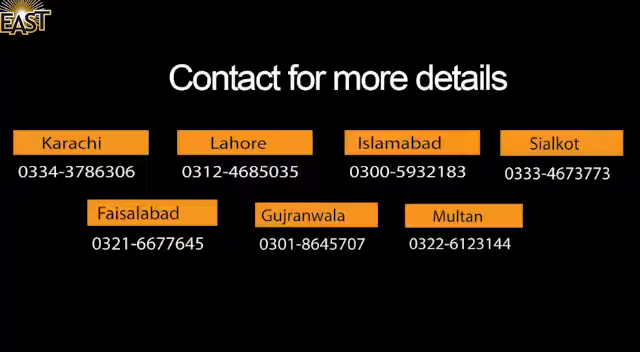 EAST
Contact for more details
Karachi Lahore Islamabad Sialkot
0334-3786306 0312-4685035 0300-5932183 0333-4673773
Faisalabad Gujranwala Multan
0321-6677645 0301-8645707 0322-6123144